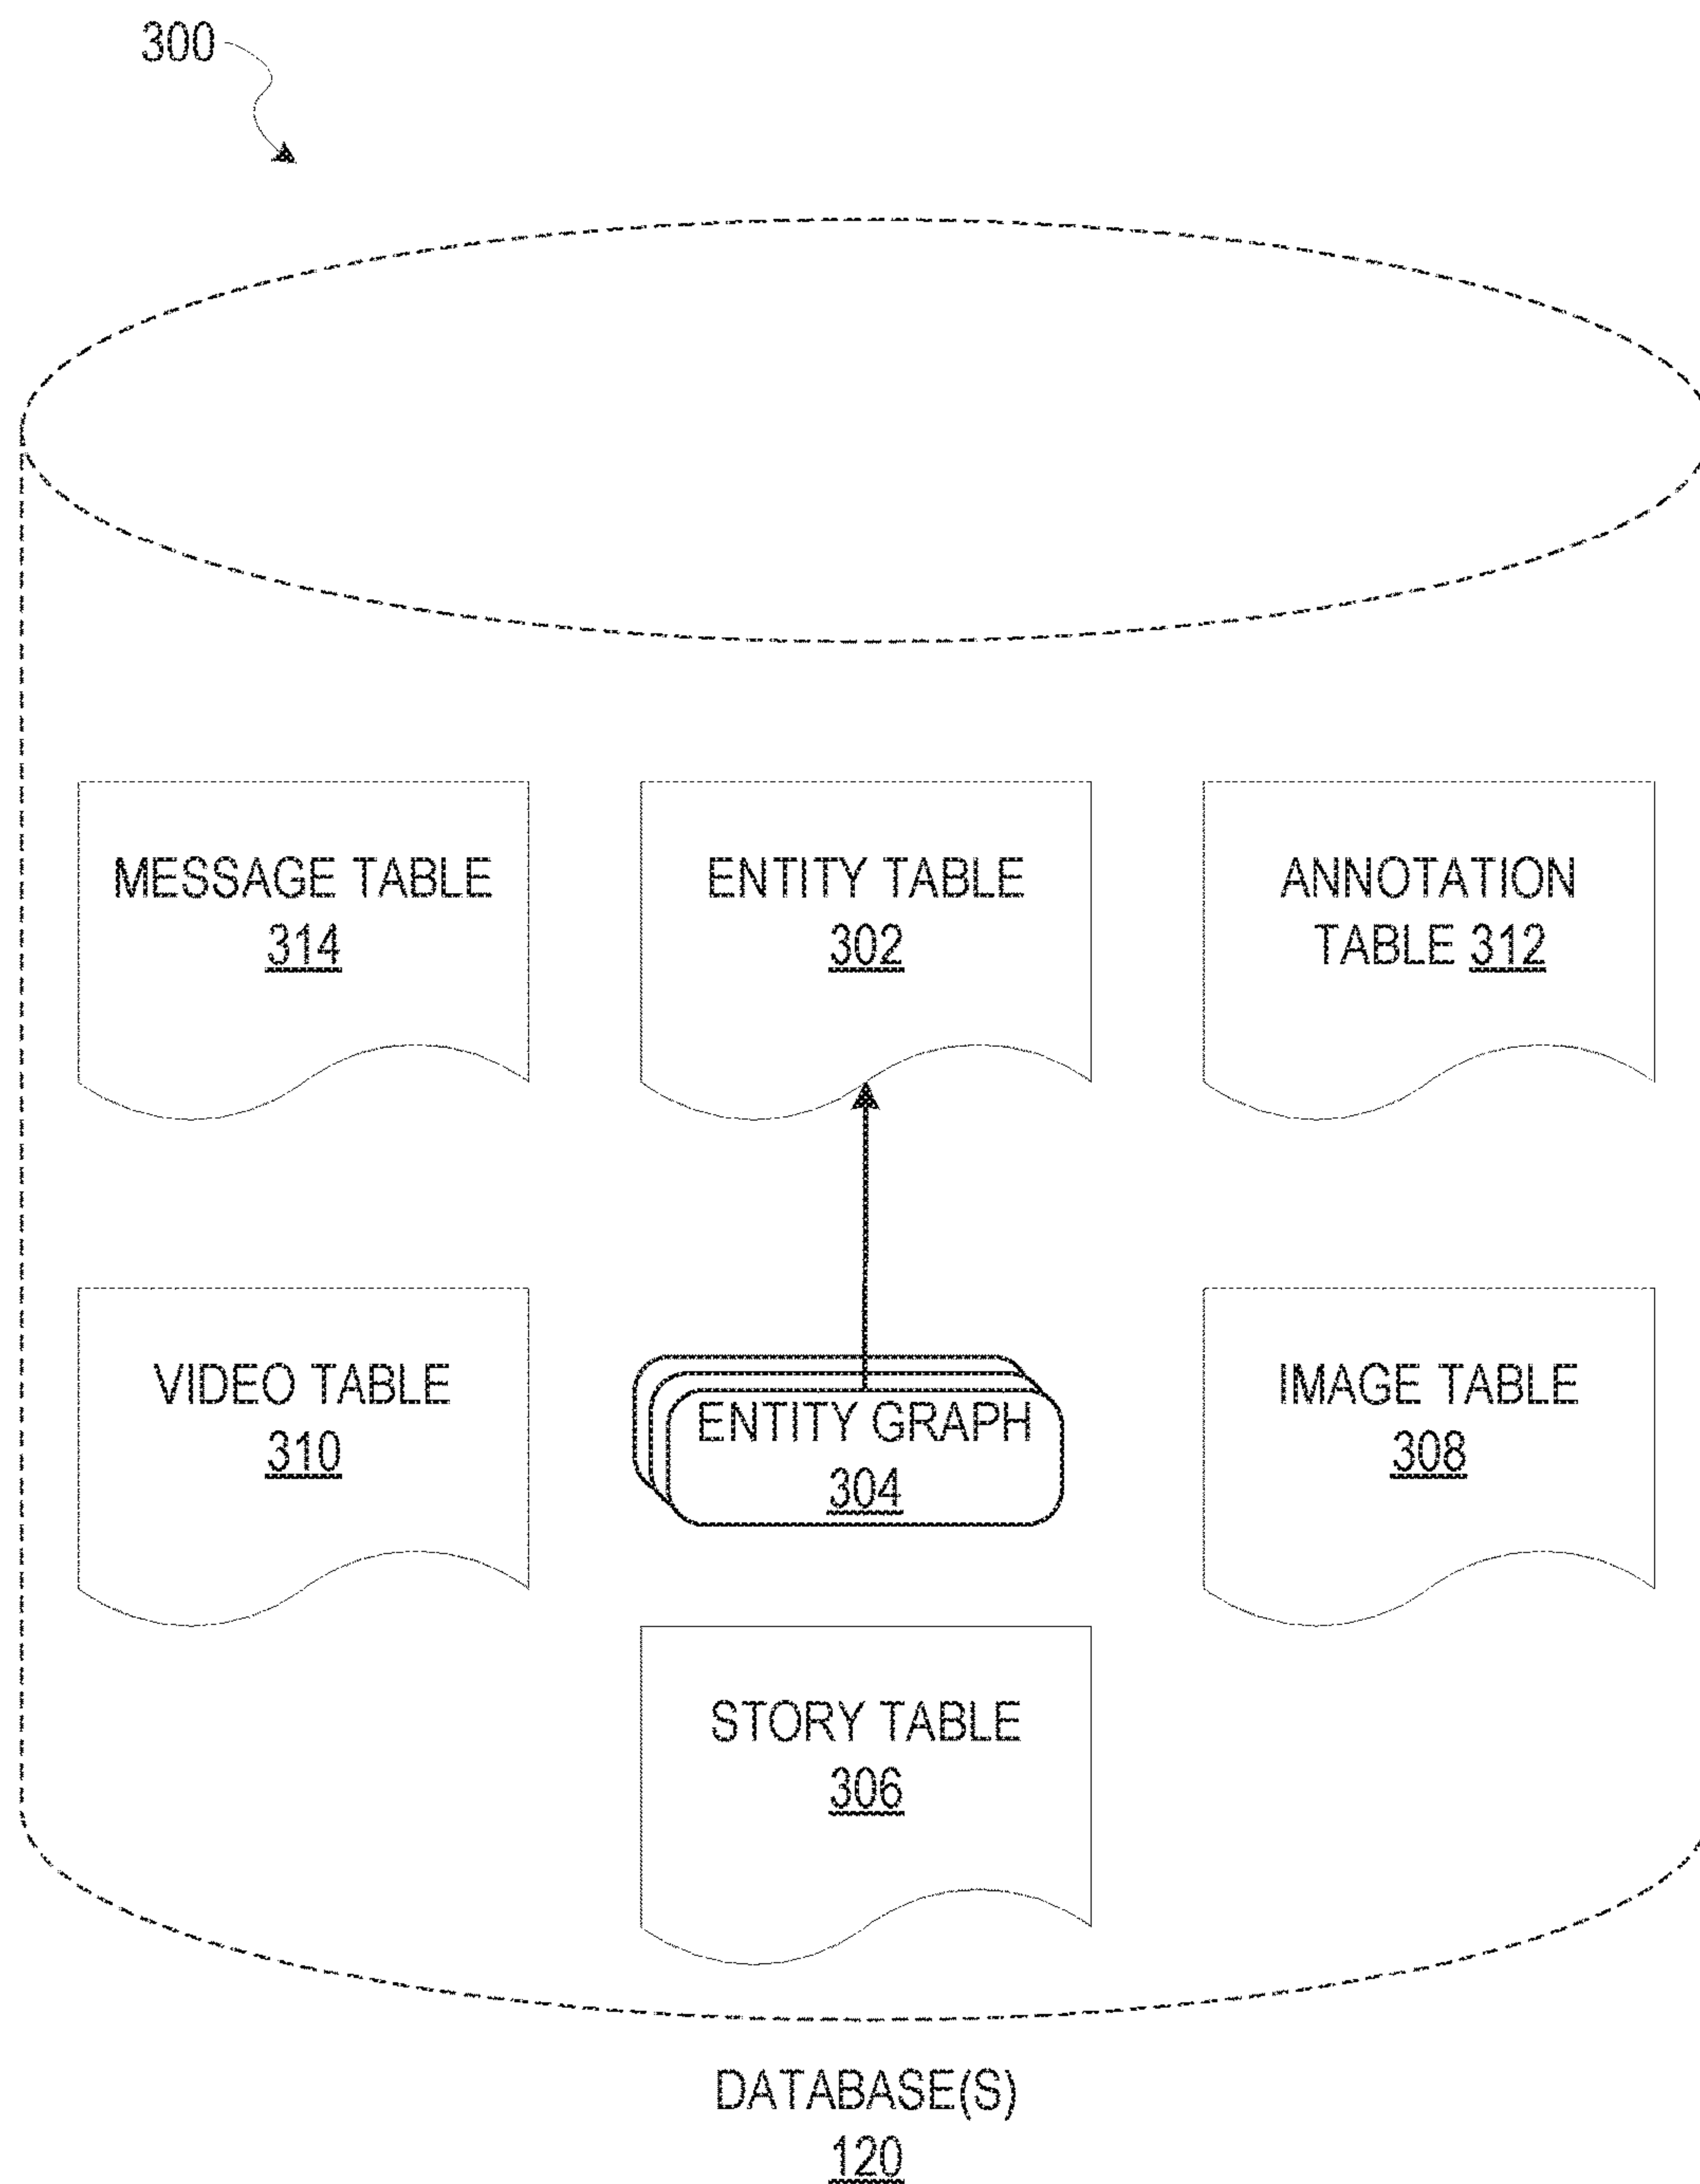 300
MESSAGE TABLE
314
ENTITY TABLE
302
ANNOTATION
TABLE 312
VIDEO TABLE
310
ENTITY GRAPH
304
IMAGE TABLE
308
STORY TABLE
306
DATABASE(S)
120